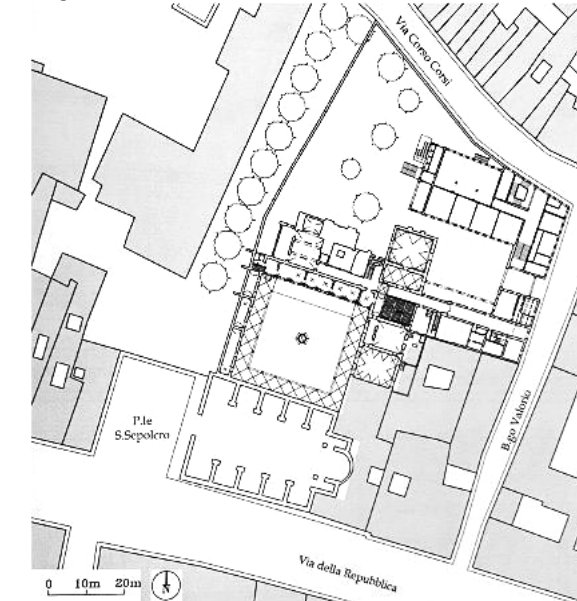 Via Corso Corsi
P.le
S.Sepolcro
B.go Valorio
Via della Repubblica
0 10m 20m
N